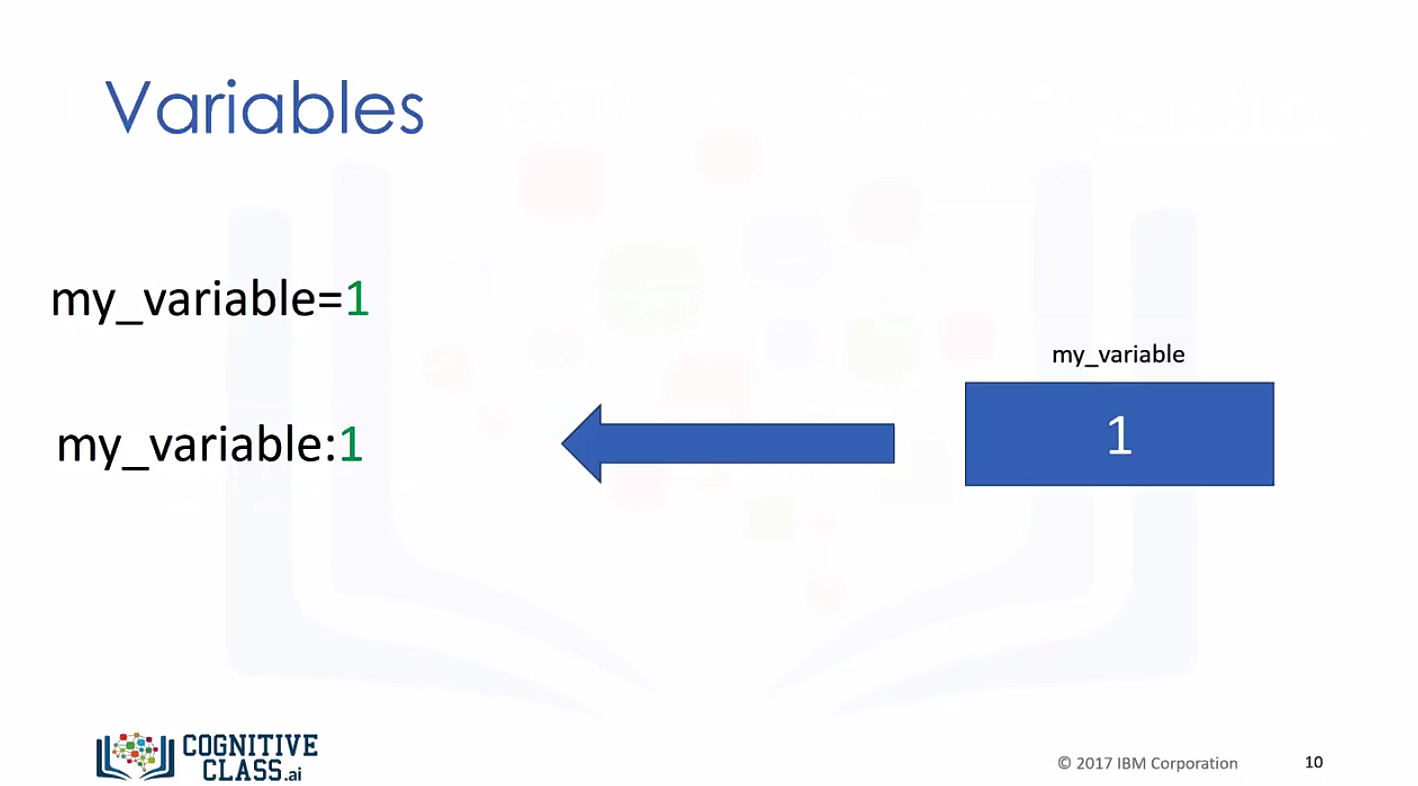 Variables
my_variable=1
my_variable
my_variable:1
1
COGNITIVE
CLASS.ai
© 2017 IBM Corporation
10